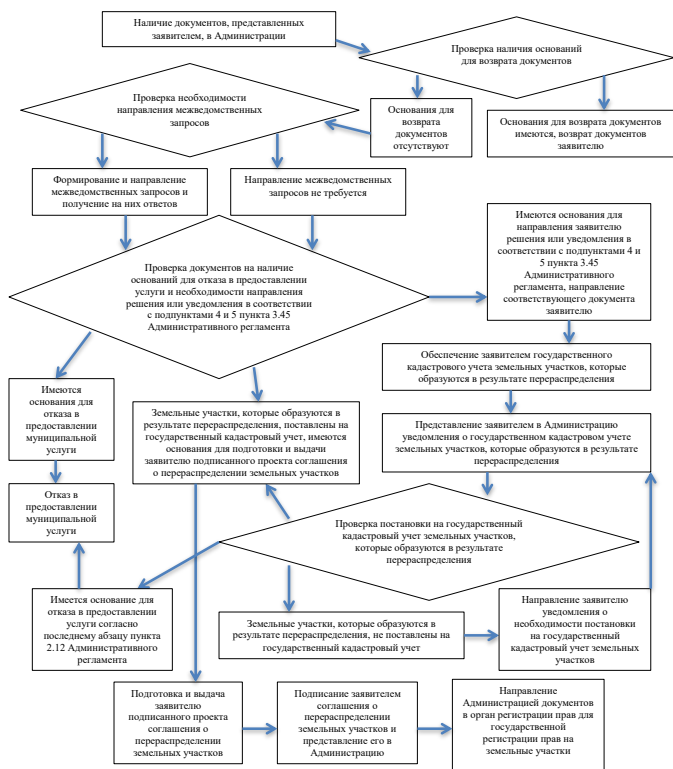 Наличие документов, представленных
заявителем, в Администрации
Проверка наличия оснований
для возврата документов
Проверка необходимости
направления межведомственных
запросов
Основания для
возврата
документов
отсутствуют
Основания для возврата документов
имеются, возврат документов
заявителю
Формирование и направление
межведомственных запросов и
получение на них ответов
Направление межведомственных
запросов не требуется
Имеются основания для
направления заявителю
решения или уведомления в
соответствии с подпунктами 4 и
5 пункта 3.45
Административного
регламента, направление
соответствующего документа
заявителю
Проверка документов на наличие
оснований для отказа в предоставлении
услуги и необходимости направления
решения или уведомления в соответствии
с подпунктами 4 и 5 пункта 3.45
Административного регламента
Обеспечение заявителем государственного
кадастрового учета земельных участков, которые
образуются в результате перераспределения
Имеются
основания для
отказа в
предоставлении
муниципальной
услуги
Земельные участки, которые образуются в
результате перераспределения, поставлены на
государственный кадастровый учет, имеются
основания для подготовки и выдачи
заявителю подписанного проекта соглашения
о перераспределении земельных участков
Представление заявителем в Администрацию
уведомления о государственном кадастровом учете
земельных участков, которые образуются в результате
перераспределения
Отказ в
предоставлении
муниципальной
услуги
Проверка постановки на государственный
кадастровый учет земельных участков,
которые образуются в результате
перераспределения
Имеется основание для
отказа в предоставлении
услуги согласно
последнему абзацу пункта
2.12 Административного
регламента
Земельные участки, которые образуются в
результате перераспределения, не поставлены на
государственный кадастровый учет
Направление заявителю
уведомления о
необходимости постановки
на государственный
кадастровый учет земельных
участков
Подготовка и выдача
заявителю
подписанного проекта
соглашения о
перераспределении
земельных участков
Подписание заявителем
соглашения о
перераспределении
земельных участков и
представление его в
Администрацию
Направление
Администрацией документов
в орган регистрации прав для
государственной
регистрации прав на
земельные участки